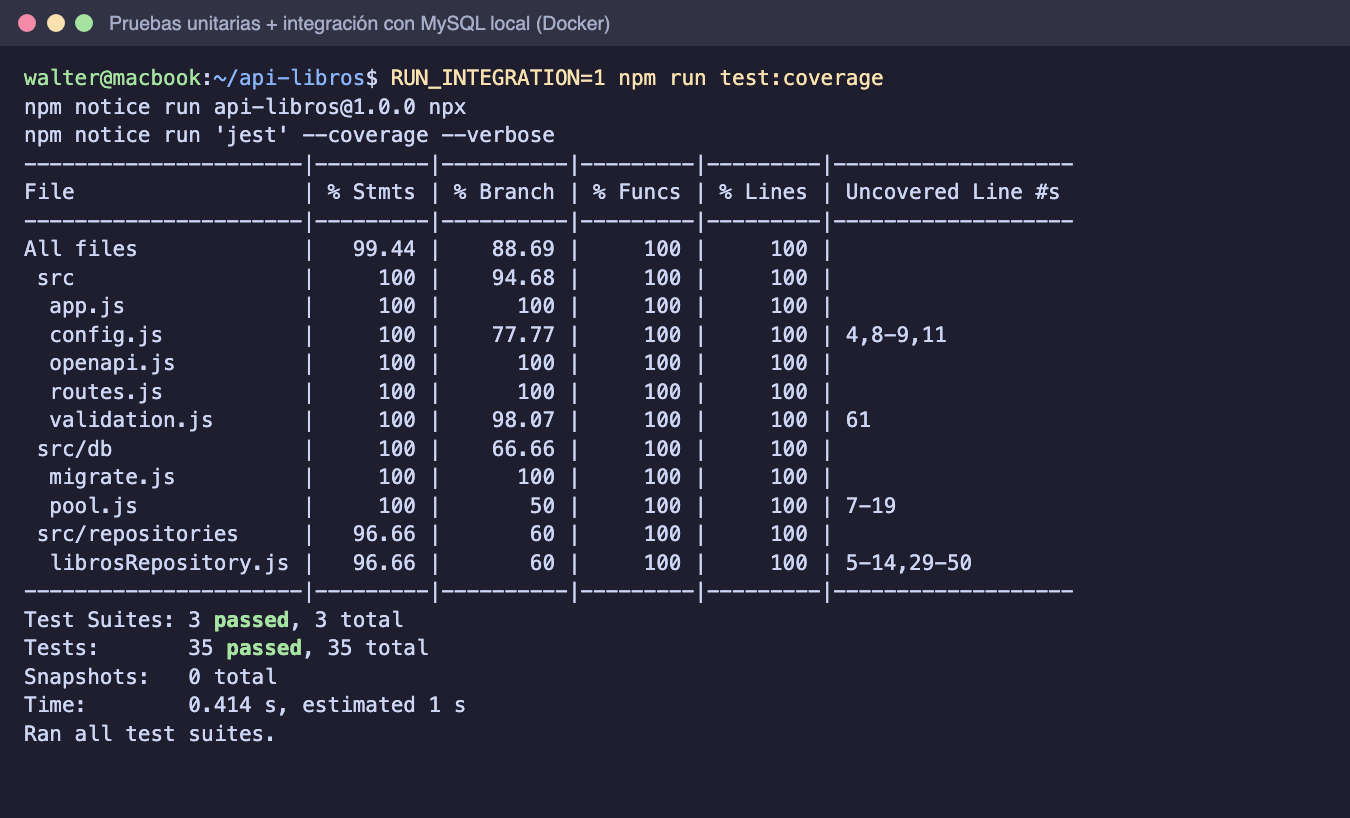 Pruebas unitarias + integración con MySQL local (Docker)
walter@macbook:~/api-libros$ RUN_INTEGRATION=1 npm run test:coverage
npm notice run api-libros@1.0.0 npx
npm notice run 'jest' --coverage --verbose
----------------------|---------|----------|---------|---------|-------------------
File                  | % Stmts | % Branch | % Funcs | % Lines | Uncovered Line #s
----------------------|---------|----------|---------|---------|-------------------
All files             |   99.44 |    88.69 |     100 |     100 |
 src                  |     100 |    94.68 |     100 |     100 |
  app.js              |     100 |      100 |     100 |     100 |
  config.js           |     100 |    77.77 |     100 |     100 | 4,8-9,11
  openapi.js          |     100 |      100 |     100 |     100 |
  routes.js           |     100 |      100 |     100 |     100 |
  validation.js       |     100 |    98.07 |     100 |     100 | 61
 src/db               |     100 |    66.66 |     100 |     100 |
  migrate.js          |     100 |      100 |     100 |     100 |
  pool.js             |     100 |       50 |     100 |     100 | 7-19
 src/repositories     |   96.66 |       60 |     100 |     100 |
  librosRepository.js |   96.66 |       60 |     100 |     100 | 5-14,29-50
----------------------|---------|----------|---------|---------|-------------------
Test Suites: 3 passed, 3 total
Tests:       35 passed, 35 total
Snapshots:   0 total
Time:        0.414 s, estimated 1 s
Ran all test suites.